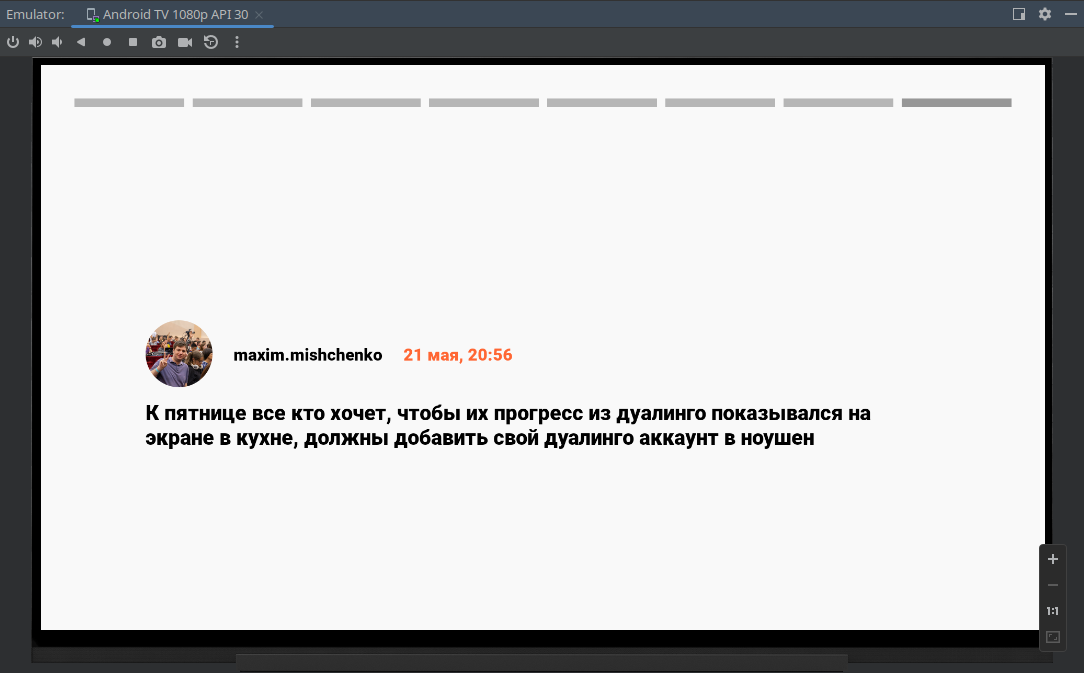 Emulator:
Android TV 1080p API 30
maxim.mishchenko
21 мая, 20:56
К пятнице все кто хочет, чтобы их прогресс из дуалинго показывался на
экране в кухне, должны добавить свой дуалинго аккаунт в ноушен
1:1